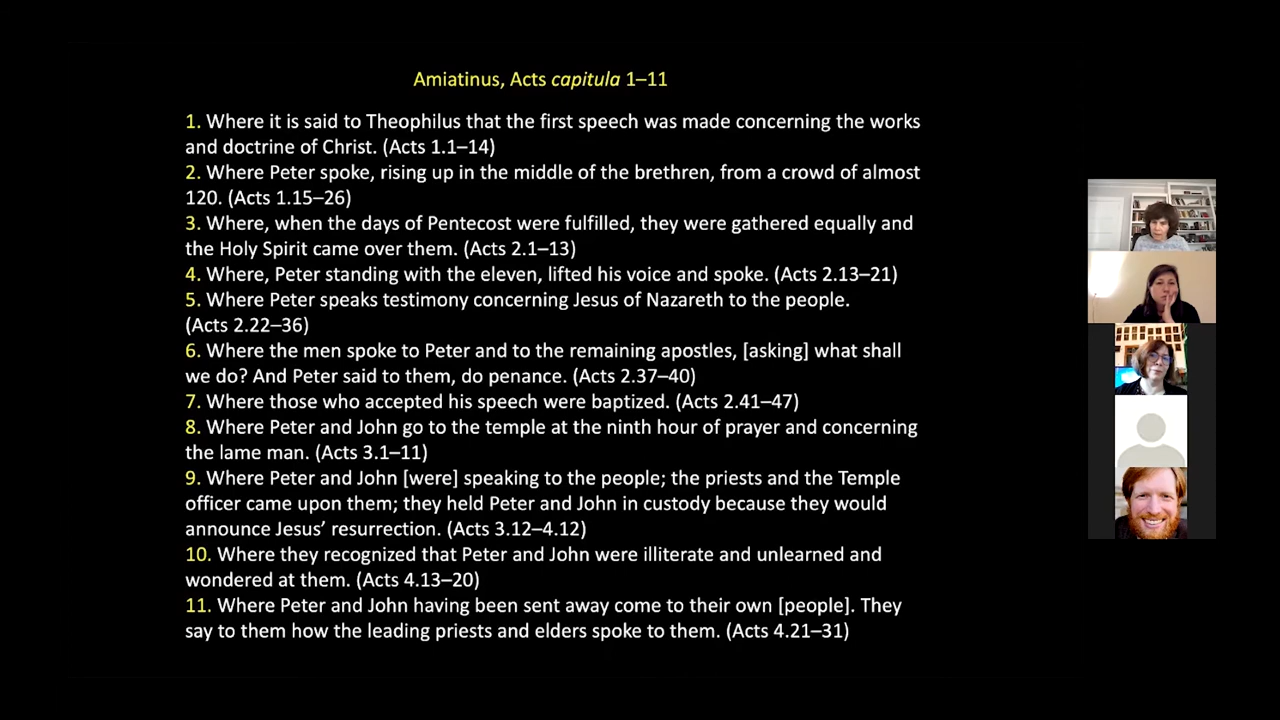 Amiatinus, Acts capitula 1–11
1. Where it is said to Theophilus that the first speech was made concerning the works
and doctrine of Christ. (Acts 1.1–14)
2. Where Peter spoke, rising up in the middle of the brethren, from a crowd of almost
120. (Acts 1.15–26)
3. Where, when the days of Pentecost were fulfilled, they were gathered equally and
the Holy Spirit came over them. (Acts 2.1–13)
4. Where, Peter standing with the eleven, lifted his voice and spoke. (Acts 2.13–21)
5. Where Peter speaks testimony concerning Jesus of Nazareth to the people.
(Acts 2.22–36)
6. Where the men spoke to Peter and to the remaining apostles, [asking] what shall
we do? And Peter said to them, do penance. (Acts 2.37–40)
7. Where those who accepted his speech were baptized. (Acts 2.41–47)
8. Where Peter and John go to the temple at the ninth hour of prayer and concerning
the lame man. (Acts 3.1–11)
9. Where Peter and John [were] speaking to the people; the priests and the Temple
officer came upon them; they held Peter and John in custody because they would
announce Jesus’ resurrection. (Acts 3.12–4.12)
10. Where they recognized that Peter and John were illiterate and unlearned and
wondered at them. (Acts 4.13–20)
11. Where Peter and John having been sent away come to their own [people]. They
say to them how the leading priests and elders spoke to them. (Acts 4.21–31)